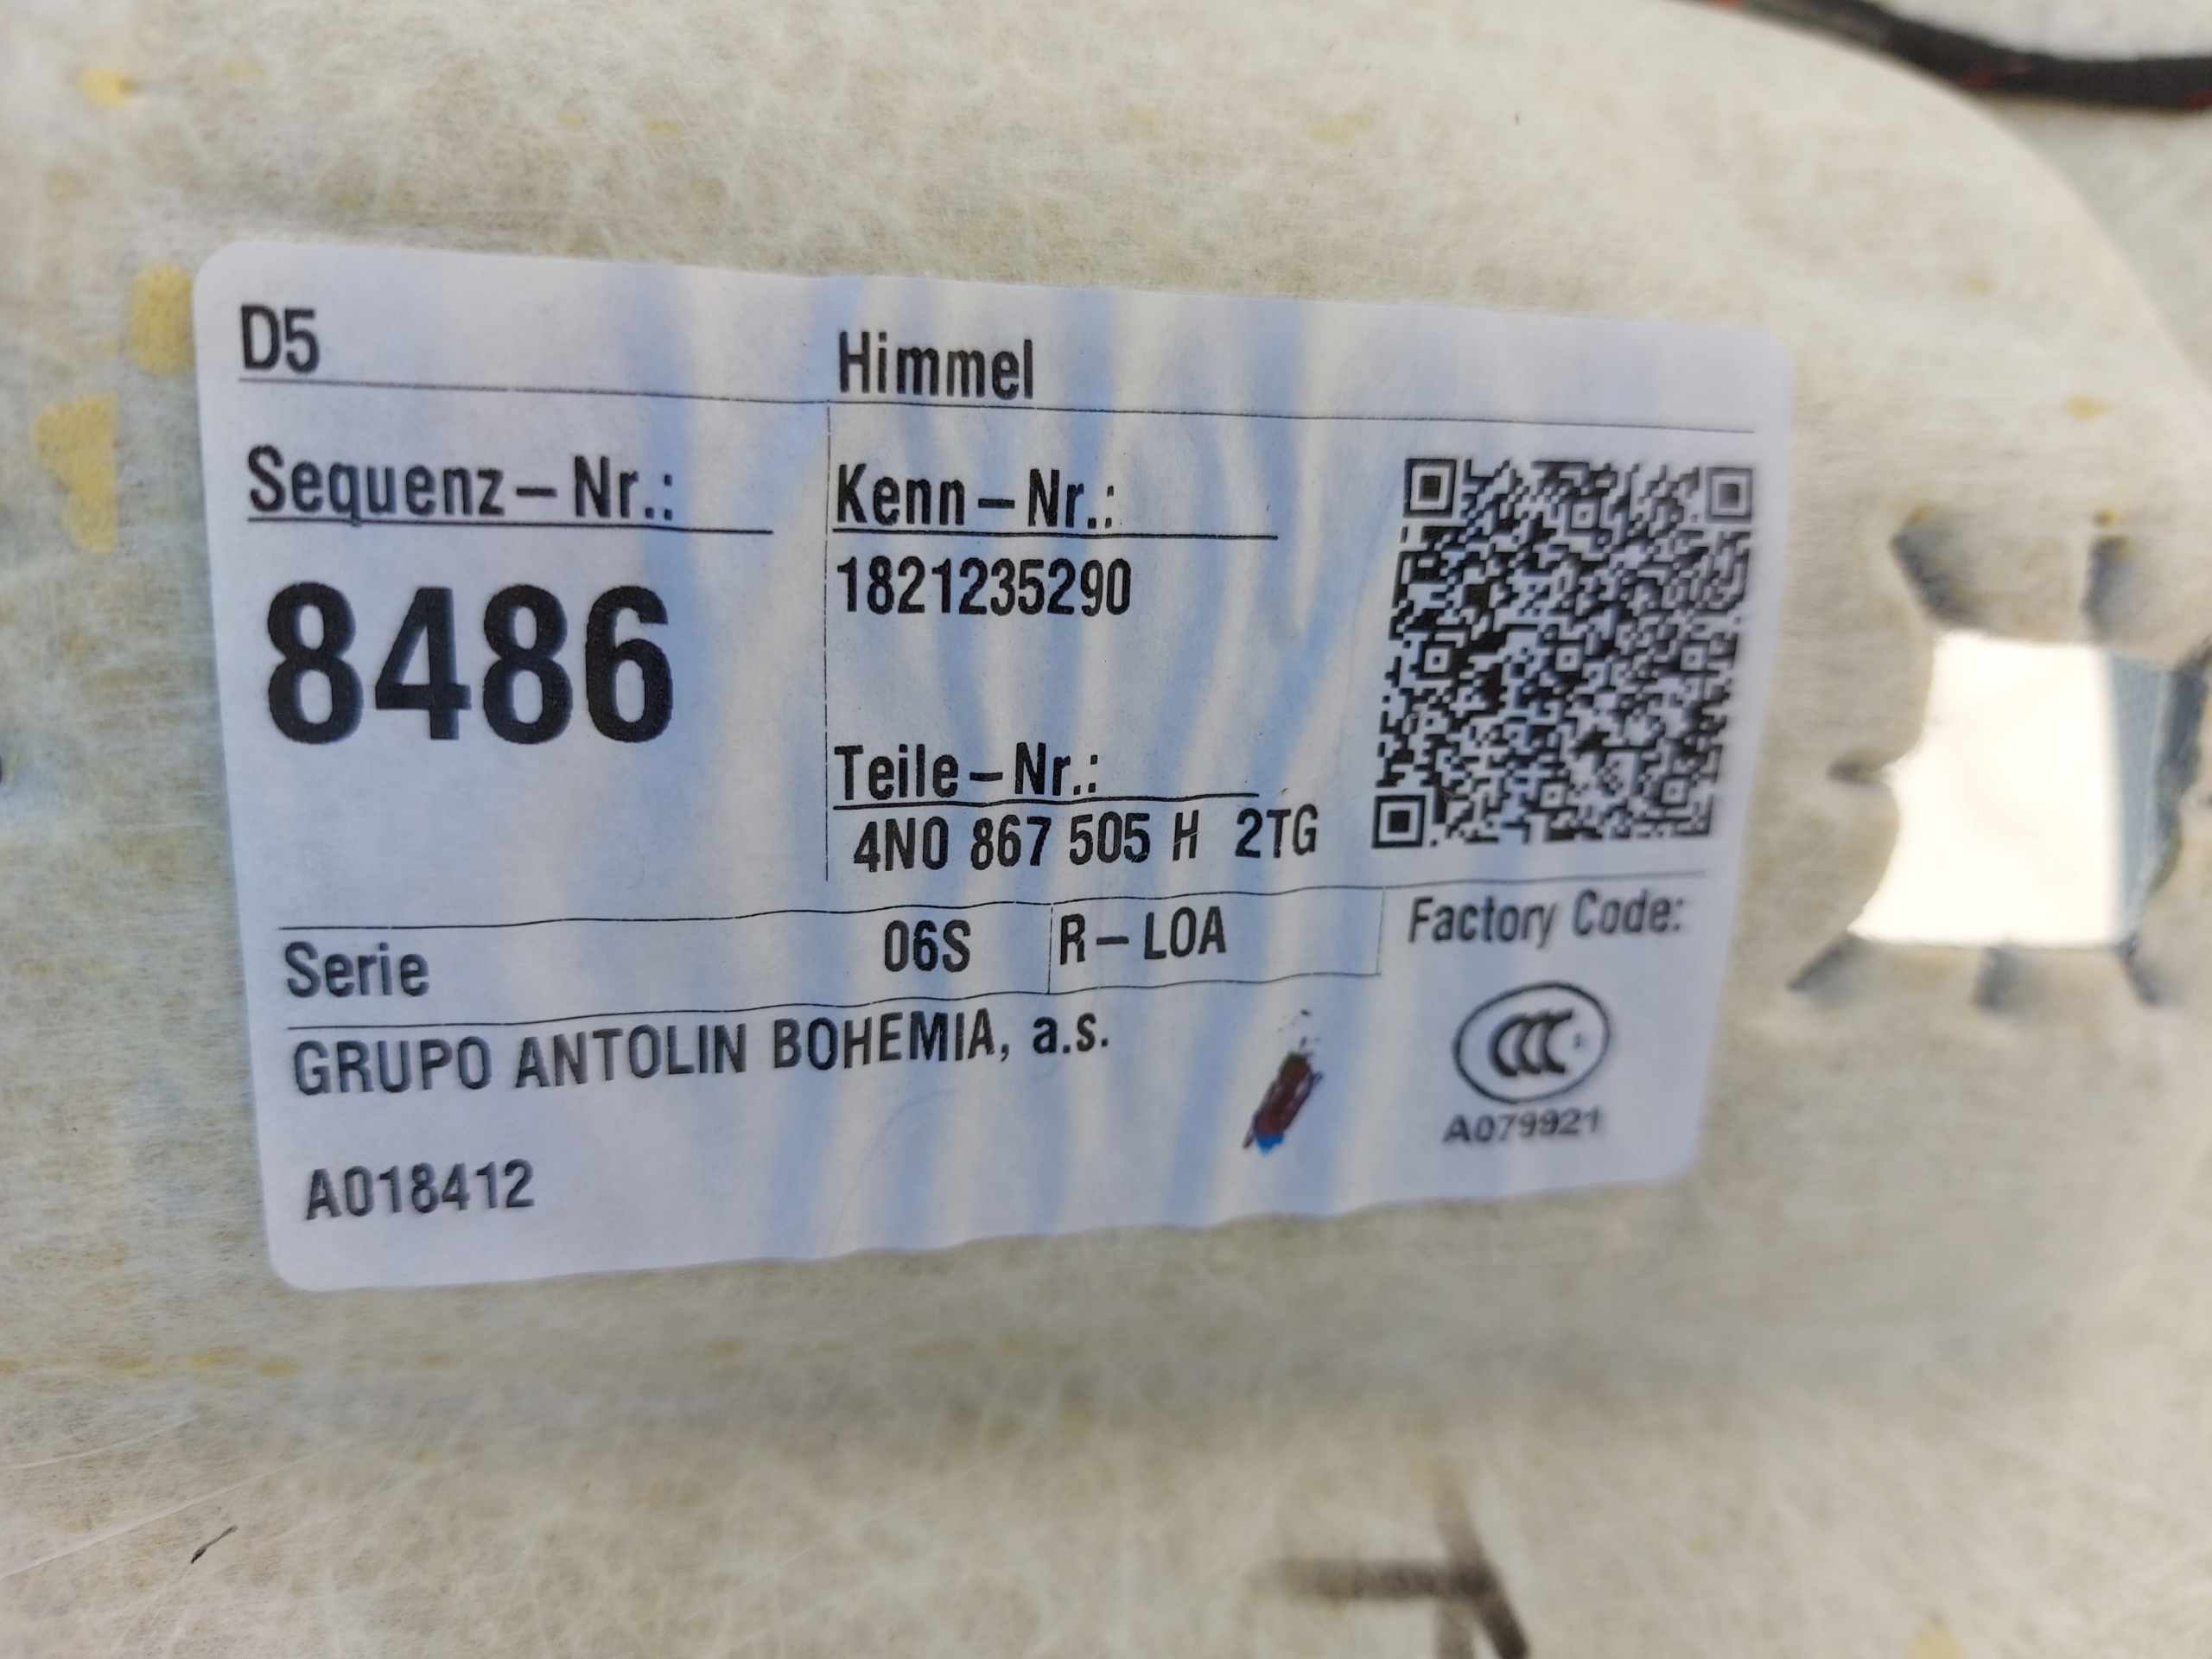 D5
Himmel
Sequenz-Nr.:
8486
Kenn-Nr.:
1821235290
Teile-Nr.:
4N0 867 505 H 2TG
Serie 06S R-LOA
Factory Code:
GRUPO ANTOLIN BOHEMIA, a.s.
CCC
A079921
A018412